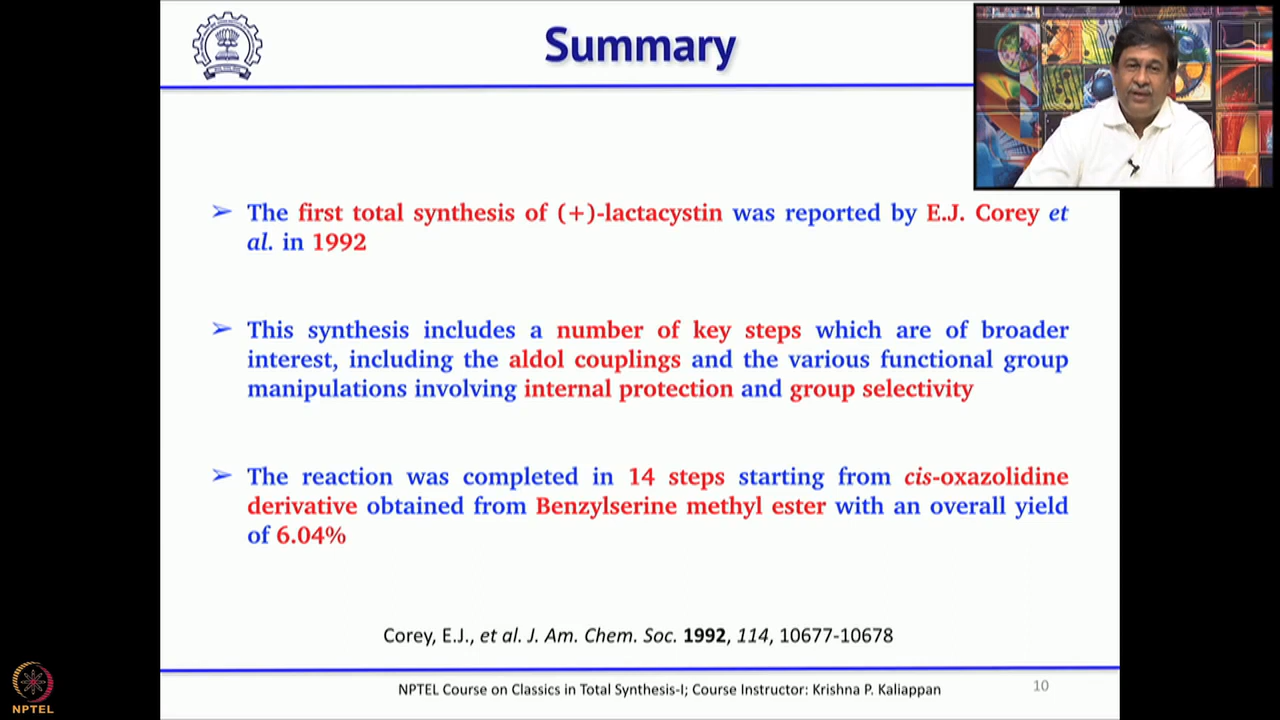 Summary
➢ The first total synthesis of (+)-lactacystin was reported by E.J. Corey et
al. in 1992
➢ This synthesis includes a number of key steps which are of broader
interest, including the aldol couplings and the various functional group
manipulations involving internal protection and group selectivity
➢ The reaction was completed in 14 steps starting from cis-oxazolidine
derivative obtained from Benzylserine methyl ester with an overall yield
of 6.04%
Corey, E.J., et al. J. Am. Chem. Soc. 1992, 114, 10677-10678
NPTEL Course on Classics in Total Synthesis-I; Course Instructor: Krishna P. Kaliappan
10
NPTEL